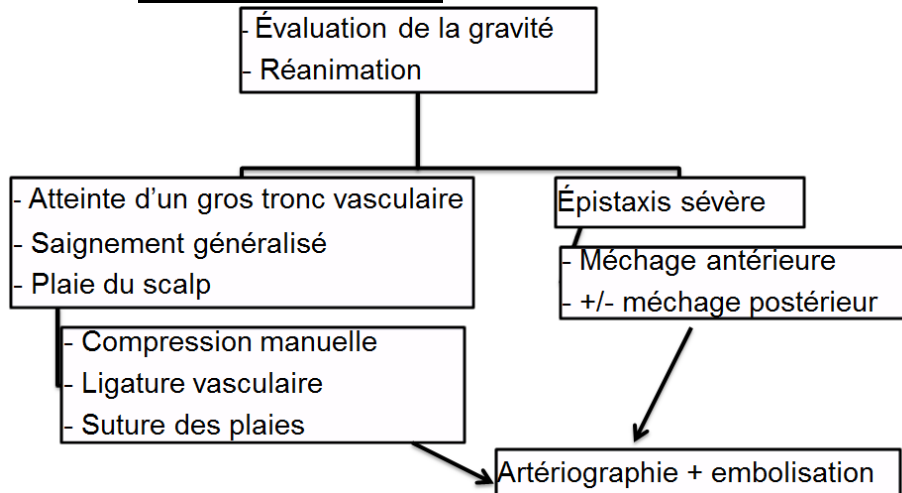 - Évaluation de la gravité
- Réanimation
- Atteinte d'un gros tronc vasculaire
- Saignement généralisé
- Plaie du scalp
Épistaxis sévère
- Méchage antérieure
- +/- méchage postérieur
- Compression manuelle
- Ligature vasculaire
- Suture des plaies
Artériographie + embolisation